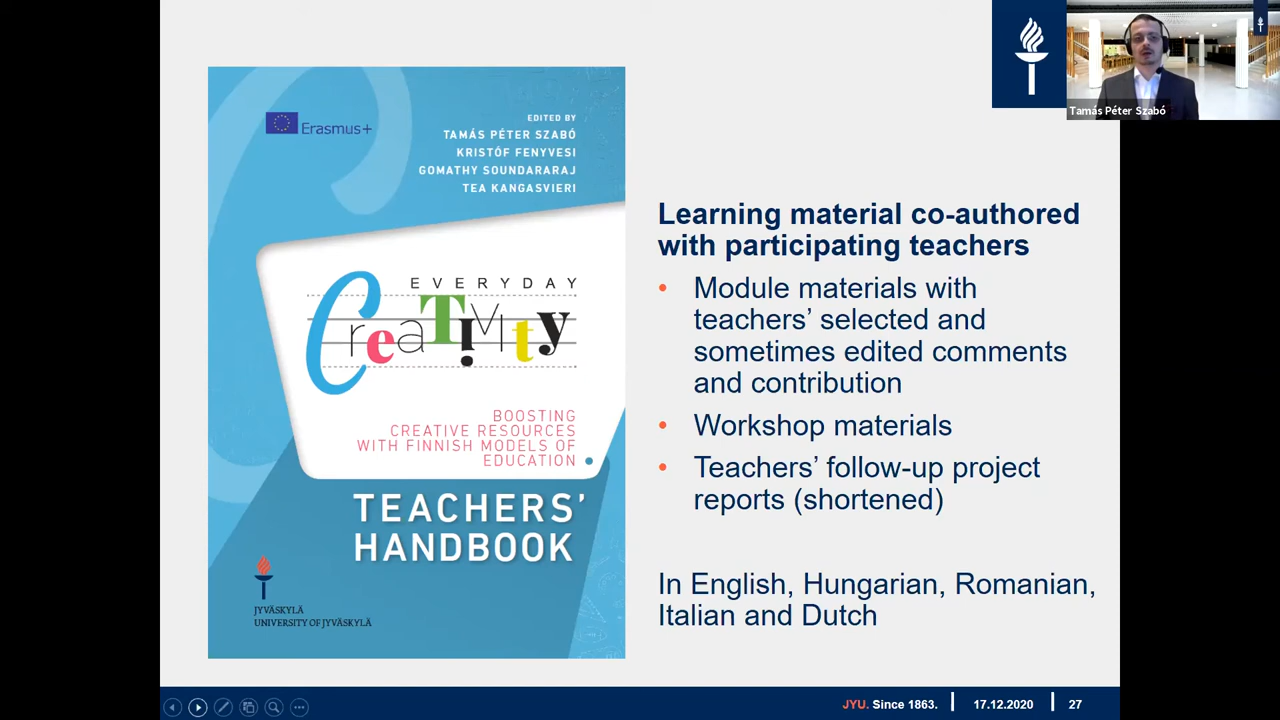 Erasmus+
EDITED BY
TAMÁS PÉTER SZABÓ
KRISTÓF FENYVESI
GOMATHY SOUNDARARAJ
TEA KANGASVIERI
EVERYDAY
CreaTiViTy
BOOSTING
CREATIVE RESOURCES
WITH FINNISH MODELS OF
EDUCATION
TEACHERS’
HANDBOOK
JYVÄSKYLÄ
UNIVERSITY OF JYVÄSKYLÄ
Tamás Péter Szabó
Learning material co-authored
with participating teachers
• Module materials with
teachers’ selected and
sometimes edited comments
and contribution
• Workshop materials
• Teachers’ follow-up project
reports (shortened)
In English, Hungarian, Romanian,
Italian and Dutch
JYU. Since 1863.
17.12.2020
27